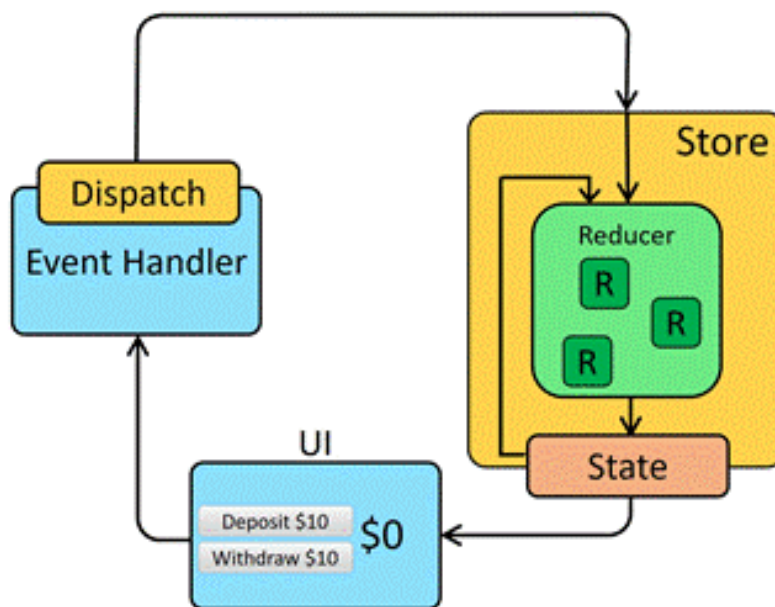 Store
Dispatch
Event Handler
Reducer
R
R
R
State
UI
Deposit $10
Withdraw $10
$0